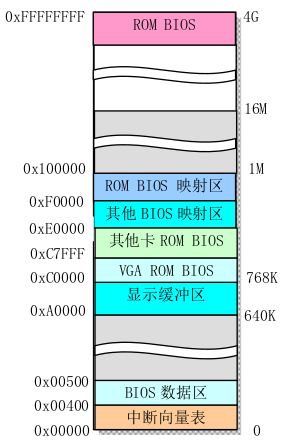 0xFFFFFFFF ROM BIOS 4G
16M
0x100000 1M
ROM BIOS 映射区
0xF0000
其他 BIOS 映射区
0xE0000
其他卡 ROM BIOS
0xC7FFF
VGA ROM BIOS
0xC0000 768K
显示缓冲区
0xA0000 640K
0x00500
BIOS 数据区
0x00400
中断向量表
0x00000 0